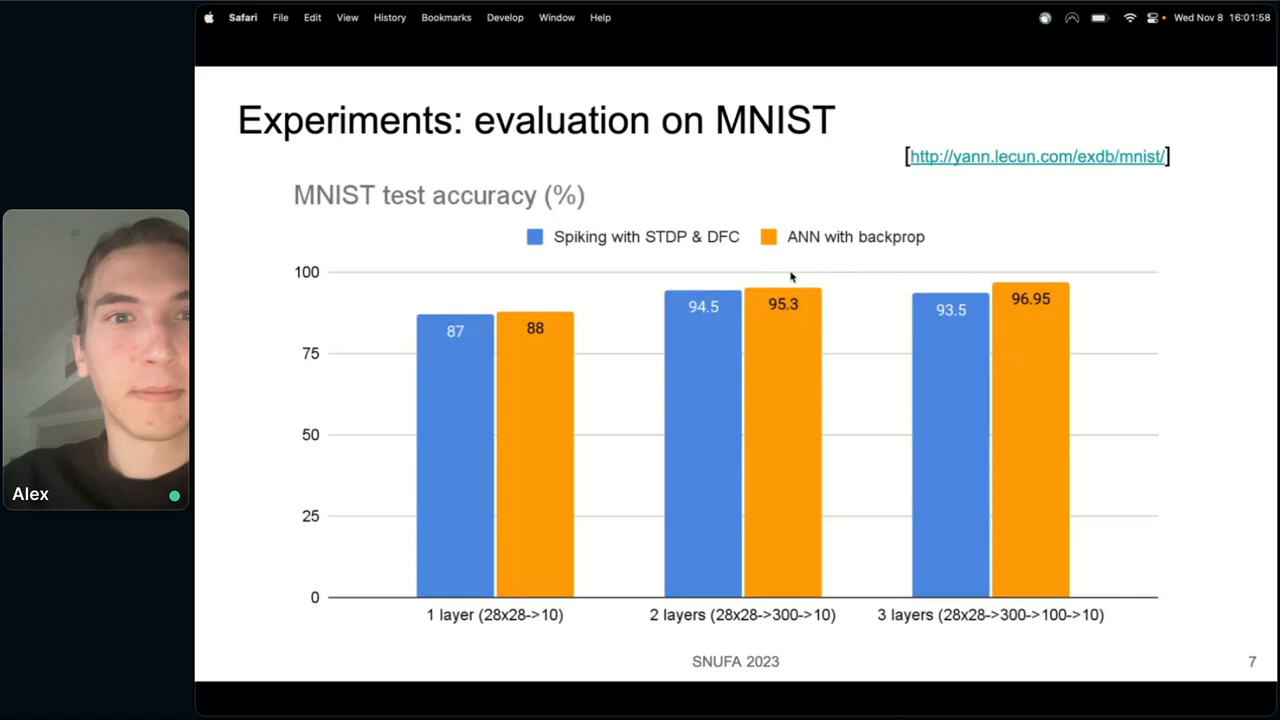 Safari File Edit View History Bookmarks Develop Window Help Wed Nov 8 16:01:58
Experiments: evaluation on MNIST
[http://yann.lecun.com/exdb/mnist/]
MNIST test accuracy (%)
Spiking with STDP & DFC ANN with backprop
100
75
50
25
0
87 88
94.5 95.3
93.5 96.95
1 layer (28x28->10) 2 layers (28x28->300->10) 3 layers (28x28->300->100->10)
SNUFA 2023 7
Alex